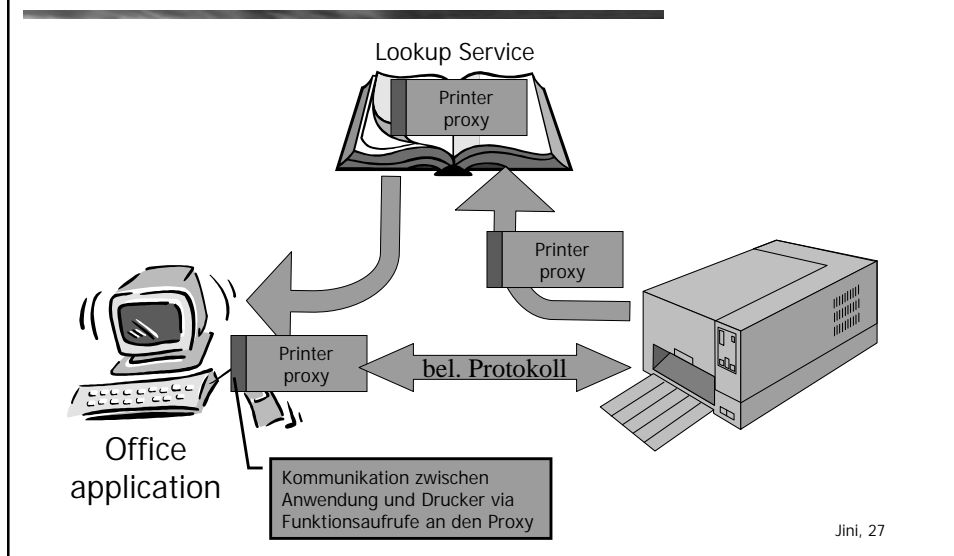 Lookup Service
Printer
proxy
Printer
proxy
Printer
proxy
bel. Protokoll
Office
application
Kommunikation zwischen
Anwendung und Drucker via
Funktionsaufrufe an den Proxy
Jini, 27